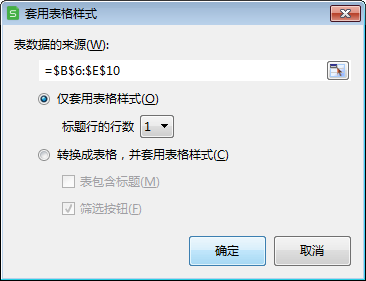 套用表格样式
表数据的来源(W):
=$B$6:$E$10
仅套用表格样式(O)
标题行的行数 1
转换成表格，并套用表格样式(C)
表包含标题(M)
筛选按钮(F)
确定 取消